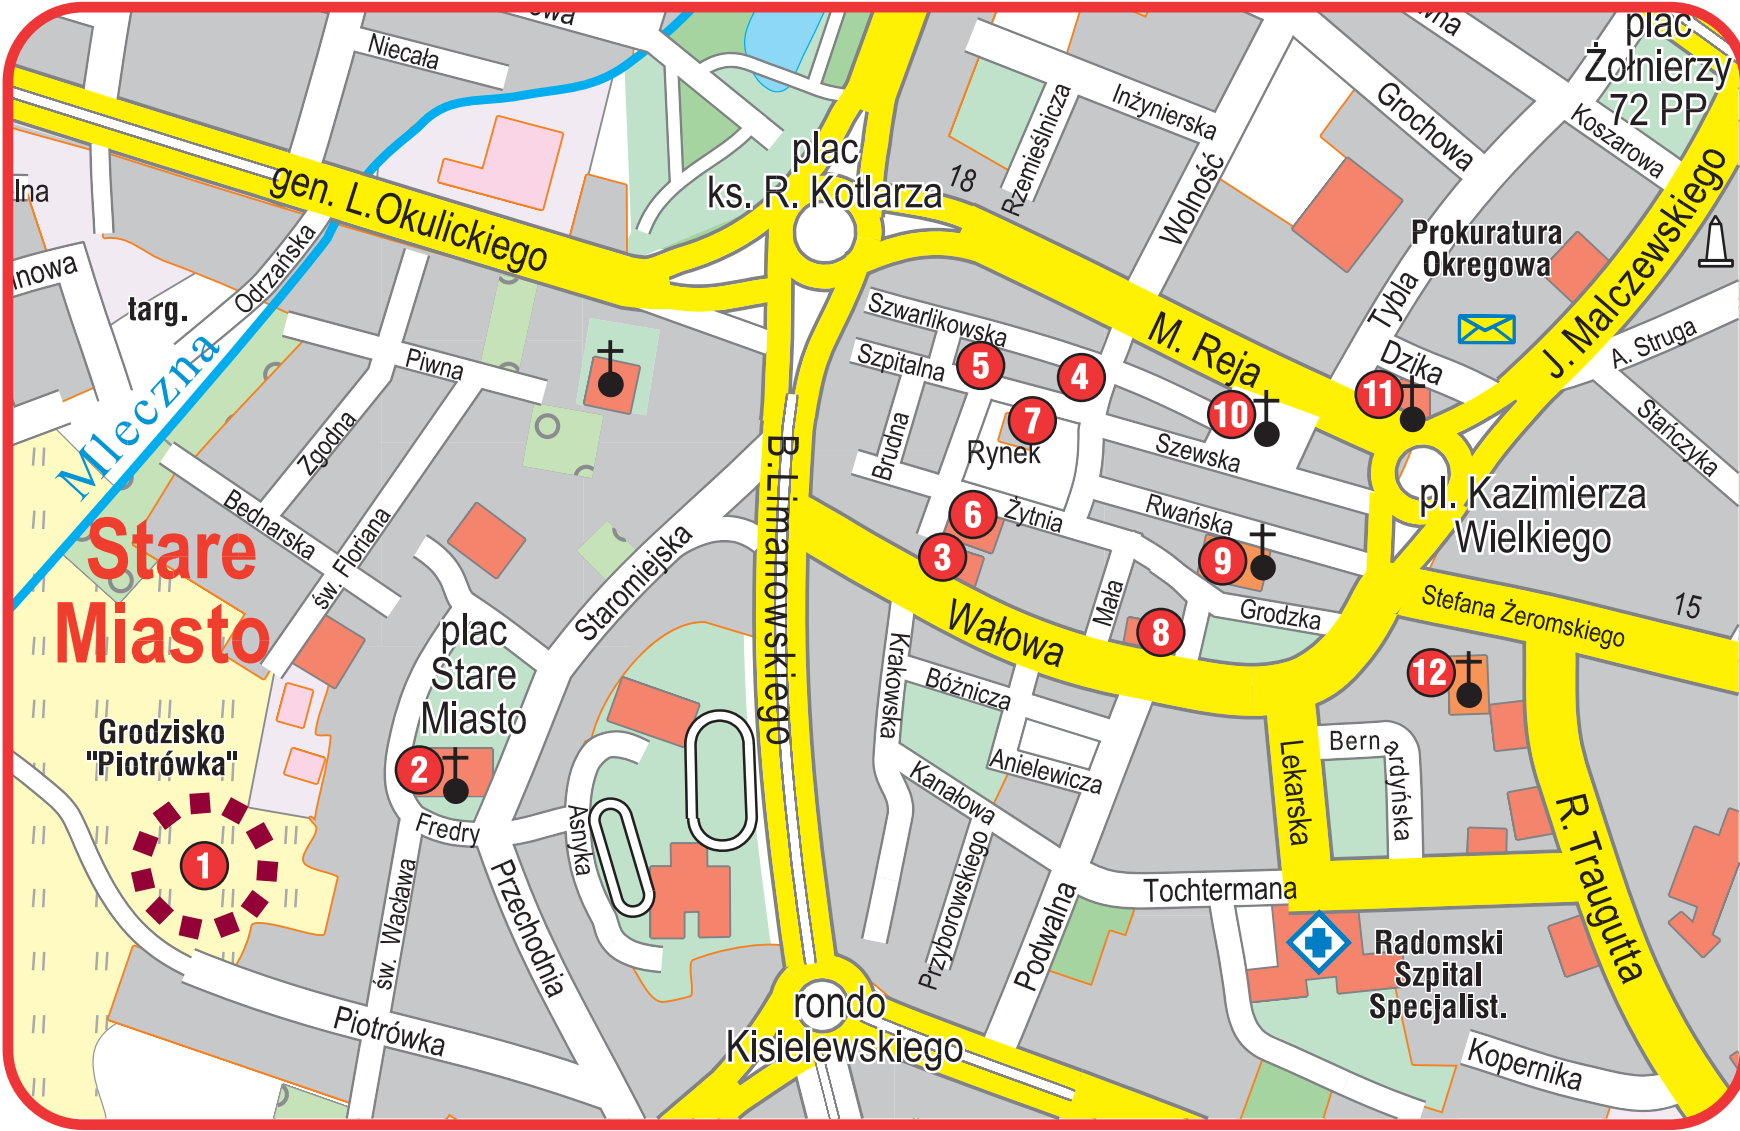 Niecała
plac
Żołnierzy
72 PP
Inżynierska
Grochowa
Koszarowa
Rzemieślnicza
Wolność
plac
ks. R. Kotlarza
18
gen. L.Okulickiego
Odrzańska
targ.
Mleczna
Prokuratura
Okregowa
J. Malczewskiego
Tybla
Dzika
A. Struga
Stańczyka
M. Reja
Szwarlikowska
Szpitalna
5
4
7
10
11
Piwna
Zgodna
Bednarska
św. Floriana
Brudna
Rynek
Szewska
Rwańska
pl. Kazimierza
Wielkiego
B.Limanowskiego
Staromiejska
6
Żytnia
3
9
Mała
8
Grodzka
Stefana Żeromskiego
15
Stare
Miasto
plac
Stare
Miasto
Wałowa
Krakowska
Bóżnicza
Anielewicza
12
Grodzisko
"Piotrówka"
2
1
Fredry
Asnyka
Kanałowa
Przyborowskiego
Podwalna
Lekarska
Bernardyńska
R. Traugutta
Tochtermana
św. Wacława
Przechodnia
Piotrówka
rondo
Kisielewskiego
Radomski
Szpital
Specjalist.
Kopernika